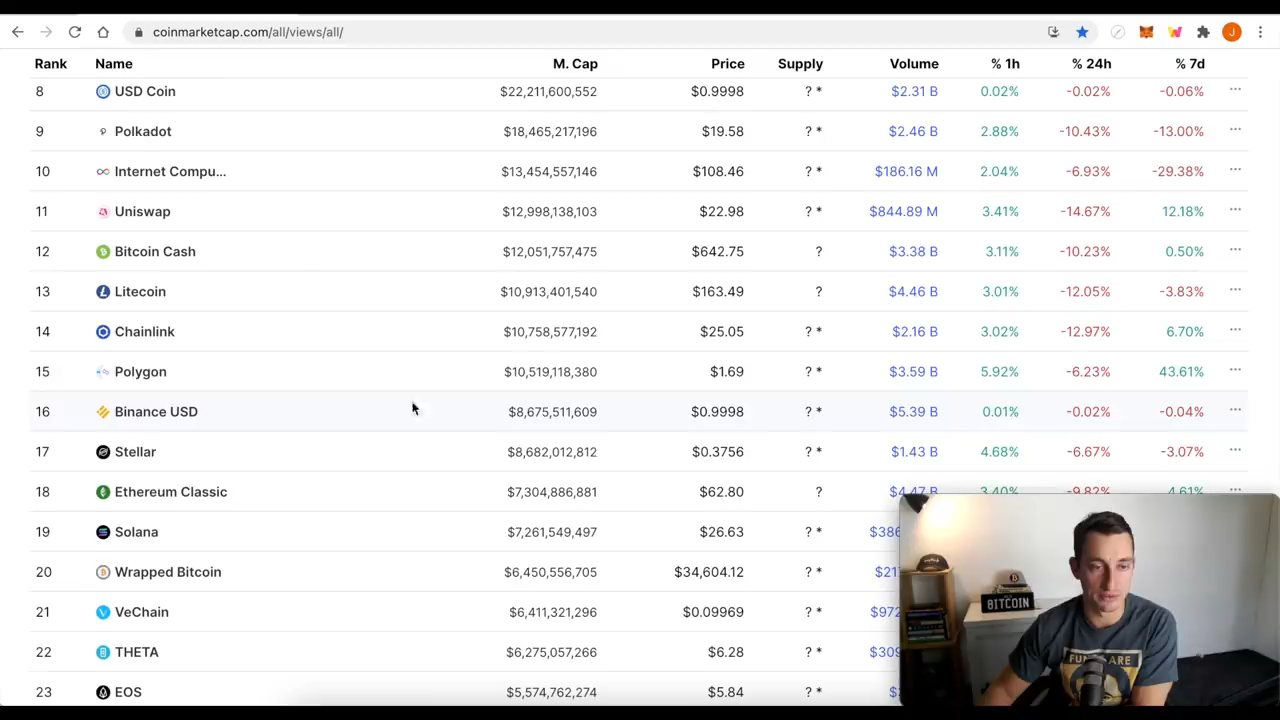 coinmarketcap.com/all/views/all/ J
Rank Name M. Cap Price Supply Volume % 1h % 24h % 7d
8 USD Coin $22,211,600,552 $0.9998 ? * $2.31 B 0.02% -0.02% -0.06%
9 Polkadot $18,465,217,196 $19.58 ? * $2.46 B 2.88% -10.43% -13.00%
10 Internet Compu... $13,454,557,146 $108.46 ? * $186.16 M 2.04% -6.93% -29.38%
11 Uniswap $12,998,138,103 $22.98 ? * $844.89 M 3.41% -14.67% 12.18%
12 Bitcoin Cash $12,051,757,475 $642.75 ? $3.38 B 3.11% -10.23% 0.50%
13 Litecoin $10,913,401,540 $163.49 ? $4.46 B 3.01% -12.05% -3.83%
14 Chainlink $10,758,577,192 $25.05 ? * $2.16 B 3.02% -12.97% 6.70%
15 Polygon $10,519,118,380 $1.69 ? * $3.59 B 5.92% -6.23% 43.61%
16 Binance USD $8,675,511,609 $0.9998 ? * $5.39 B 0.01% -0.02% -0.04%
17 Stellar $8,682,012,812 $0.3756 ? * $1.43 B 4.68% -6.67% -3.07%
18 Ethereum Classic $7,304,886,881 $62.80 ? $4.47 B 3.40% -9.82% 4.61%
19 Solana $7,261,549,497 $26.63 ? * $386
20 Wrapped Bitcoin $6,450,556,705 $34,604.12 ? *
21 VeChain $6,411,321,296 $0.09969 ? * $972
22 THETA $6,275,057,266 $6.28 ? * $309
23 EOS $5,574,762,274 $5.84 ? *
BITCOIN